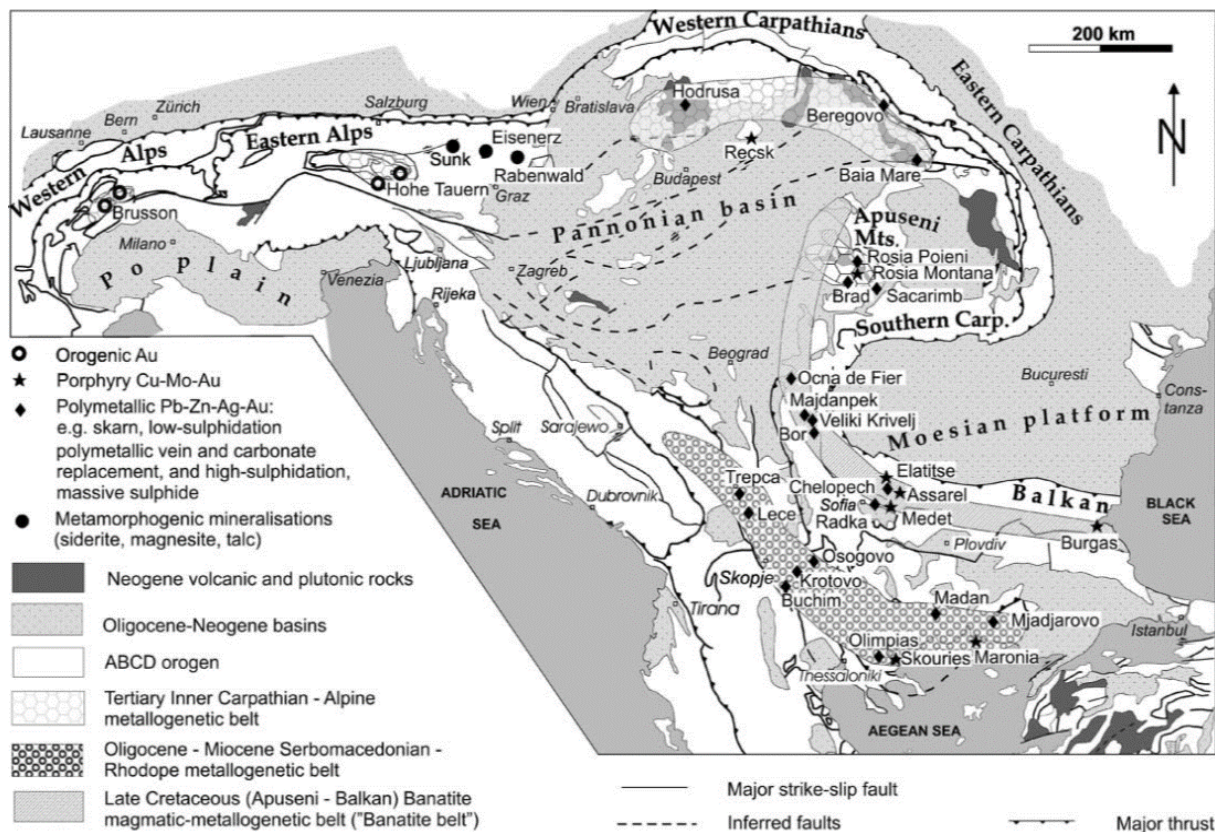 Western Carpathians
200 km
Eastern Carpathians
N
Hodrusa
Beregovo
Recsk
Baia Mare
Zürich
Bern
Lausanne
Salzburg
Wien
Bratislava
Budapest
Western Alps
Eastern Alps
Sunk
Eisenerz
Rabenwald
Hohe Tauern
Graz
Brusson
Milano
Po plain
Venezia
Ljubljana
Rijeka
Zagreb
Pannonian basin
Apuseni
Mts.
Rosia Poieni
Rosia Montana
Brad
Sacarimb
Southern Carp.
Beograd
Bucuresti
Cons-
tanza
Moesian platform
Ocna de Fier
Majdanpek
Veliki Krivelj
Bor
Split
Sarajewo
Dubrovnik
ADRIATIC
SEA
Trepca
Lece
Elatitse
Chelopech
Assarel
Sofia
Radka
Medet
Balkan
BLACK
SEA
Burgas
Plovdiv
Skopje
Osogovo
Krotovo
Buchim
Tirana
Madan
Mjadjarovo
Istanbul
Olimpias
Skouries
Maronia
Thessaloniki
AEGEAN SEA
Orogenic Au
Porphyry Cu-Mo-Au
Polymetallic Pb-Zn-Ag-Au:
e.g. skarn, low-sulphidation
polymetallic vein and carbonate
replacement, and high-sulphidation,
massive sulphide
Metamorphogenic mineralisations
(siderite, magnesite, talc)
Neogene volcanic and plutonic rocks
Oligocene-Neogene basins
ABCD orogen
Tertiary Inner Carpathian - Alpine
metallogenetic belt
Oligocene - Miocene Serbomacedonian -
Rhodope metallogenetic belt
Late Cretaceous (Apuseni - Balkan) Banatite
magmatic-metallogenetic belt ("Banatite belt")
Major strike-slip fault
Inferred faults
Major thrust